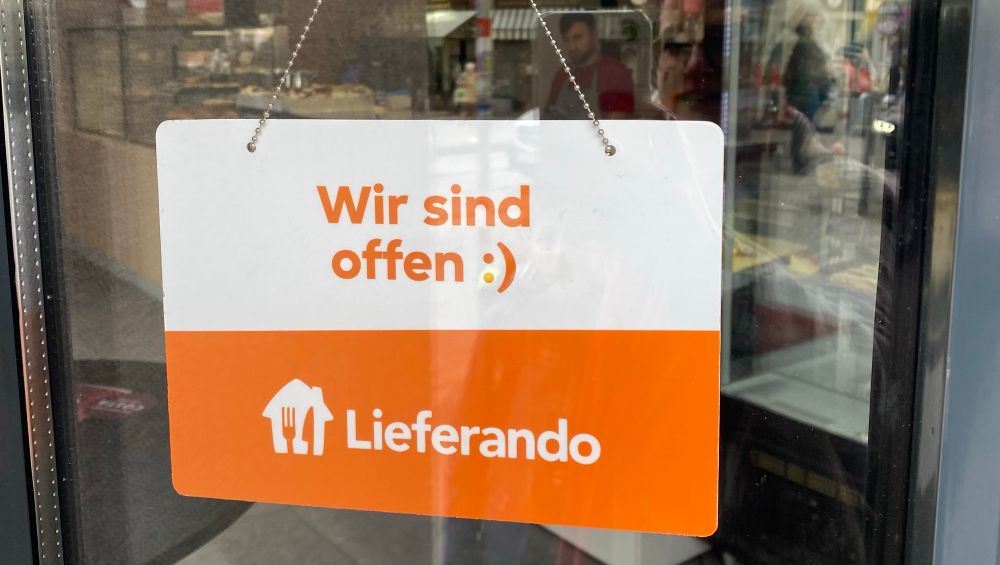 Wir sind
offen :)
Lieferando